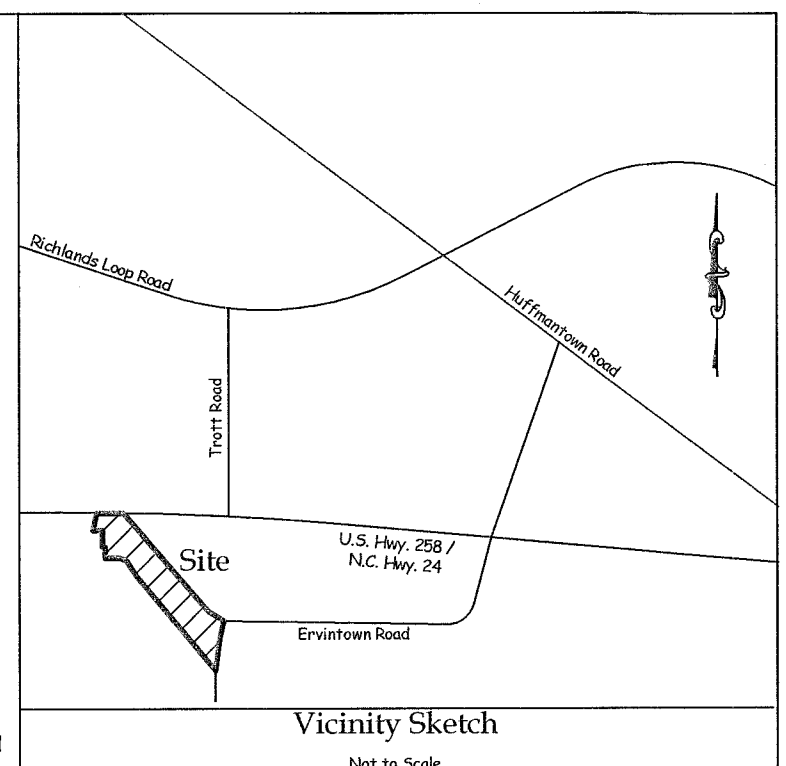 Richlands Loop Road
Huffmantown Road
Trott Road
U.S. Hwy. 258 /
N.C. Hwy. 24
Site
Ervintown Road
Vicinity Sketch
Not to Scale